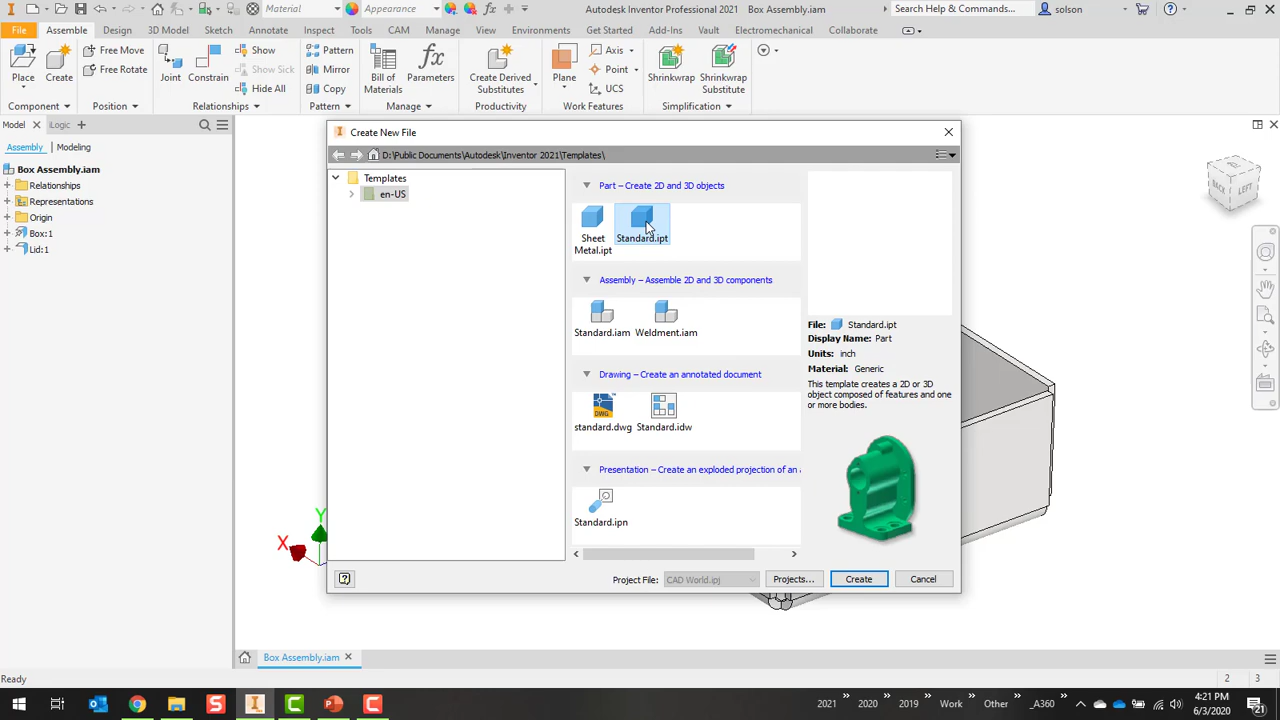 Material
Appearance
Autodesk Inventor Professional 2021
Box Assembly.iam
Search Help & Commands...
solson
File
Assemble
Design
3D Model
Sketch
Annotate
Inspect
Tools
CAM
Manage
View
Environments
Get Started
Add-Ins
Vault
Electromechanical
Collaborate
Place
Create
Free Move
Free Rotate
Joint
Constrain
Show
Show Sick
Hide All
Pattern
Mirror
Copy
Bill of
Materials
Parameters
Create Derived
Substitutes
Plane
Axis
Point
UCS
Shrinkwrap
Shrinkwrap
Substitute
Component
Position
Relationships
Pattern
Manage
Productivity
Work Features
Simplification
Model
iLogic
Assembly
Modeling
Box Assembly.iam
Relationships
Representations
Origin
Box:1
Lid:1
Create New File
D:\Public Documents\Autodesk\Inventor 2021\Templates\
Templates
en-US
Part – Create 2D and 3D objects
Sheet
Metal.ipt
Standard.ipt
Assembly – Assemble 2D and 3D components
Standard.iam
Weldment.iam
Drawing – Create an annotated document
standard.dwg
Standard.idw
Presentation – Create an exploded projection of an a
Standard.ipn
File: Standard.ipt
Display Name: Part
Units: inch
Material: Generic
This template creates a 2D or 3D
object composed of features and one
or more bodies.
Project File:
CAD World.ipj
Projects...
Create
Cancel
BACK
LEFT
X
Y
Box Assembly.iam
Ready
2
3
2021
2020
2019
Work
Other
_A360
4:21 PM
6/3/2020
21